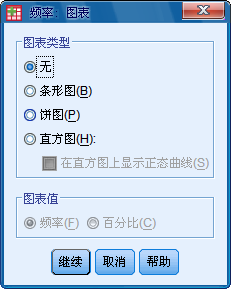 频率: 图表
图表类型
无
条形图(B)
饼图(P)
直方图(H):
在直方图上显示正态曲线(S)
图表值
频率(F) 百分比(C)
继续 取消 帮助